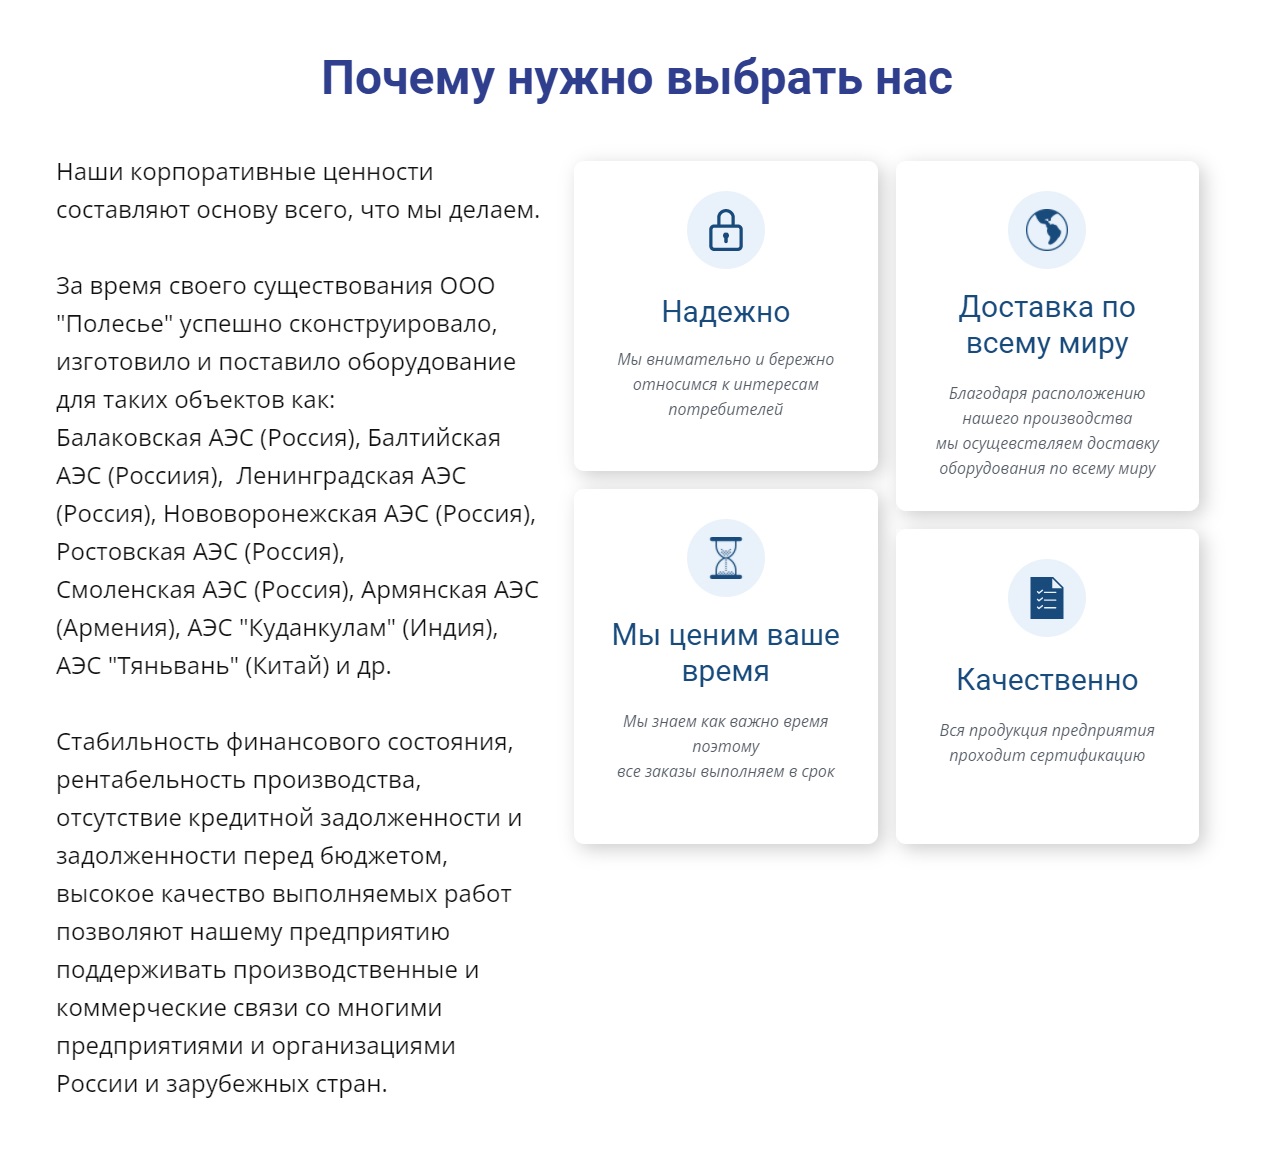 Почему нужно выбрать нас
Наши корпоративные ценности
составляют основу всего, что мы делаем.
За время своего существования ООО
"Полесье" успешно сконструировало,
изготовило и поставило оборудование
для таких объектов как:
Балаковская АЭС (Россия), Балтийская
АЭС (Россиия),  Ленинградская АЭС
(Россия), Нововоронежская АЭС (Россия),
Ростовская АЭС (Россия),
Смоленская АЭС (Россия), Армянская АЭС
(Армения), АЭС "Куданкулам" (Индия),
АЭС "Тяньвань" (Китай) и др.
Стабильность финансового состояния,
рентабельность производства,
отсутствие кредитной задолженности и
задолженности перед бюджетом,
высокое качество выполняемых работ
позволяют нашему предприятию
поддерживать производственные и
коммерческие связи со многими
предприятиями и организациями
России и зарубежных стран.
Надежно
Мы внимательно и бережно
относимся к интересам
потребителей
Доставка по
всему миру
Благодаря расположению
нашего производства
мы осущевствляем доставку
оборудования по всему миру
Мы ценим ваше
время
Мы знаем как важно время
поэтому
все заказы выполняем в срок
Качественно
Вся продукция предприятия
проходит сертификацию